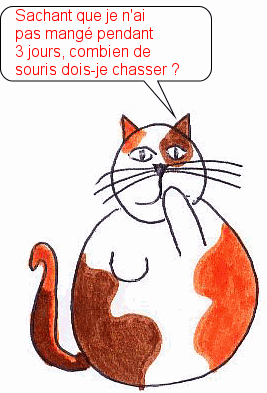 Sachant que je n'ai
pas mangé pendant
3 jours, combien de
souris dois-je chasser ?